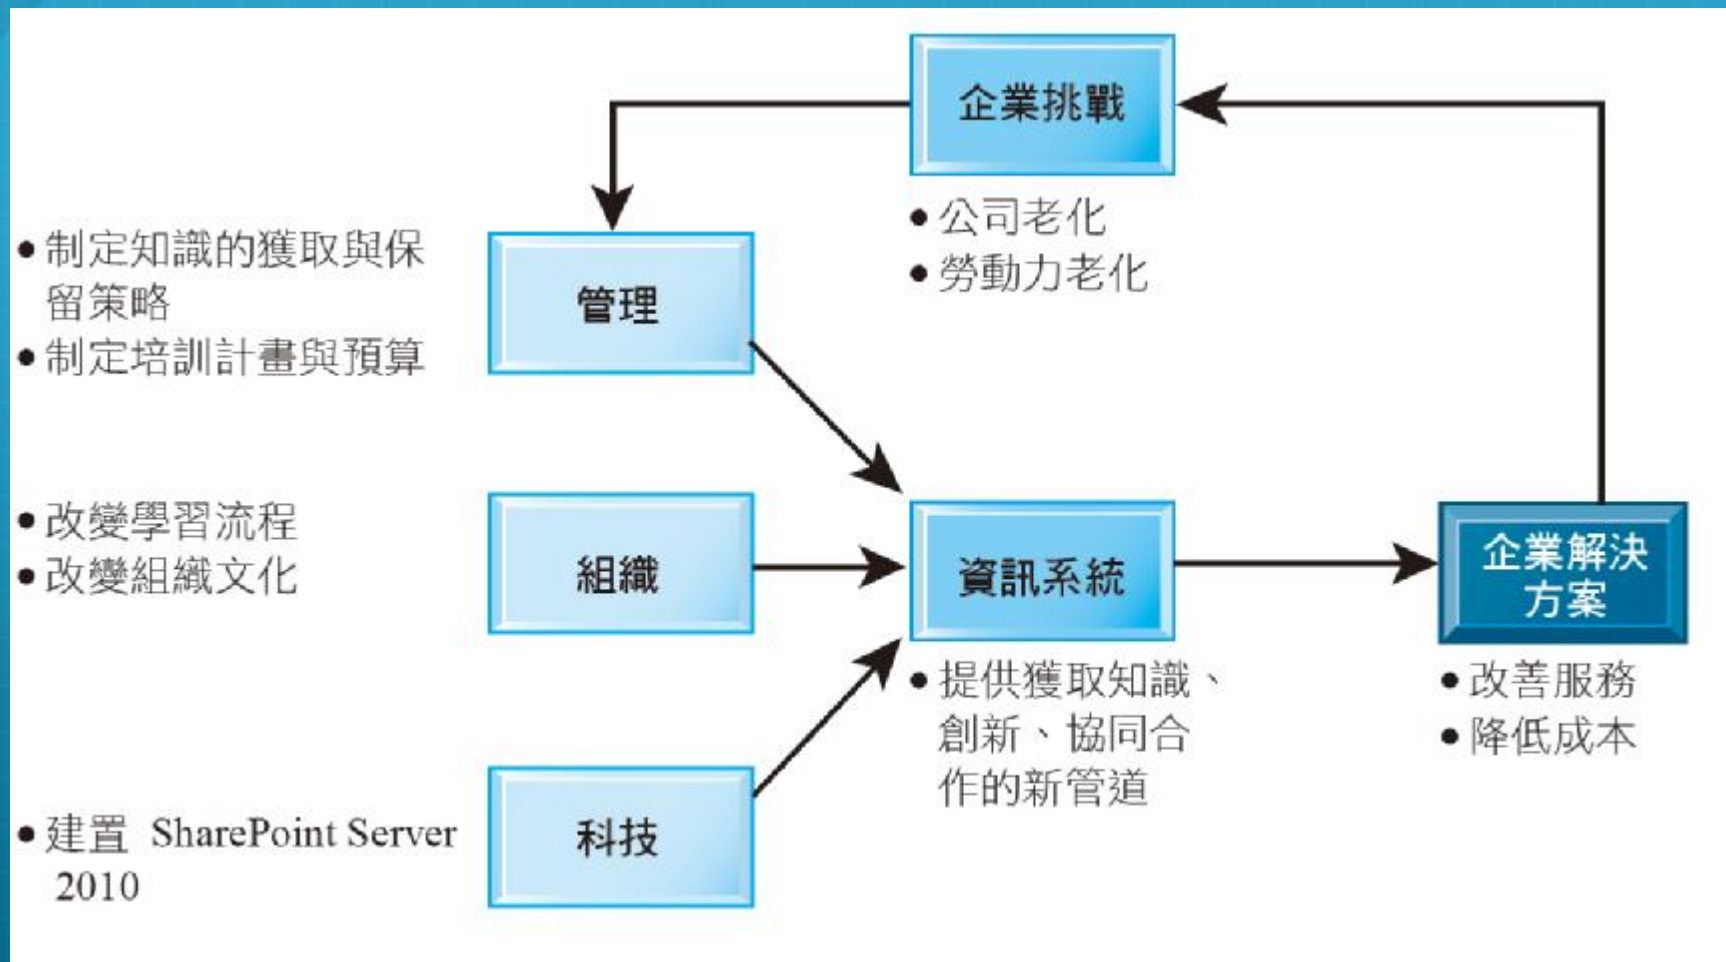 企業挑戰
• 公司老化
• 勞動力老化
• 制定知識的獲取與保
留策略
• 制定培訓計畫與預算
管理
• 改變學習流程
• 改變組織文化
組織
資訊系統
• 提供獲取知識、
創新、協同合
作的新管道
企業解決
方案
• 改善服務
• 降低成本
• 建置 SharePoint Server
2010
科技